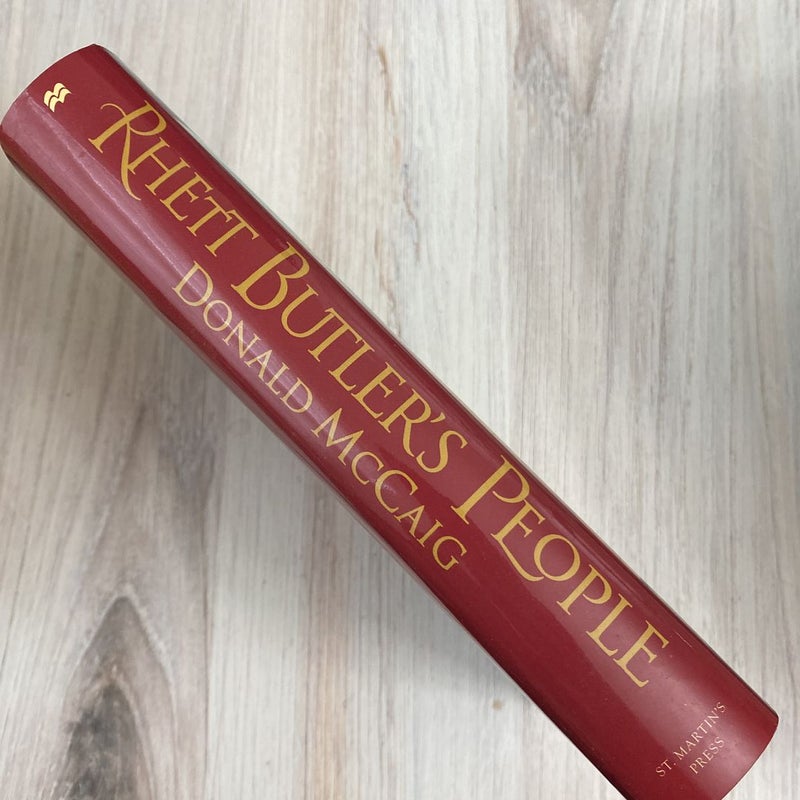 RHETT BUTLER'S PEOPLE
DONALD MCCAIG
ST. MARTIN'S
PRESS